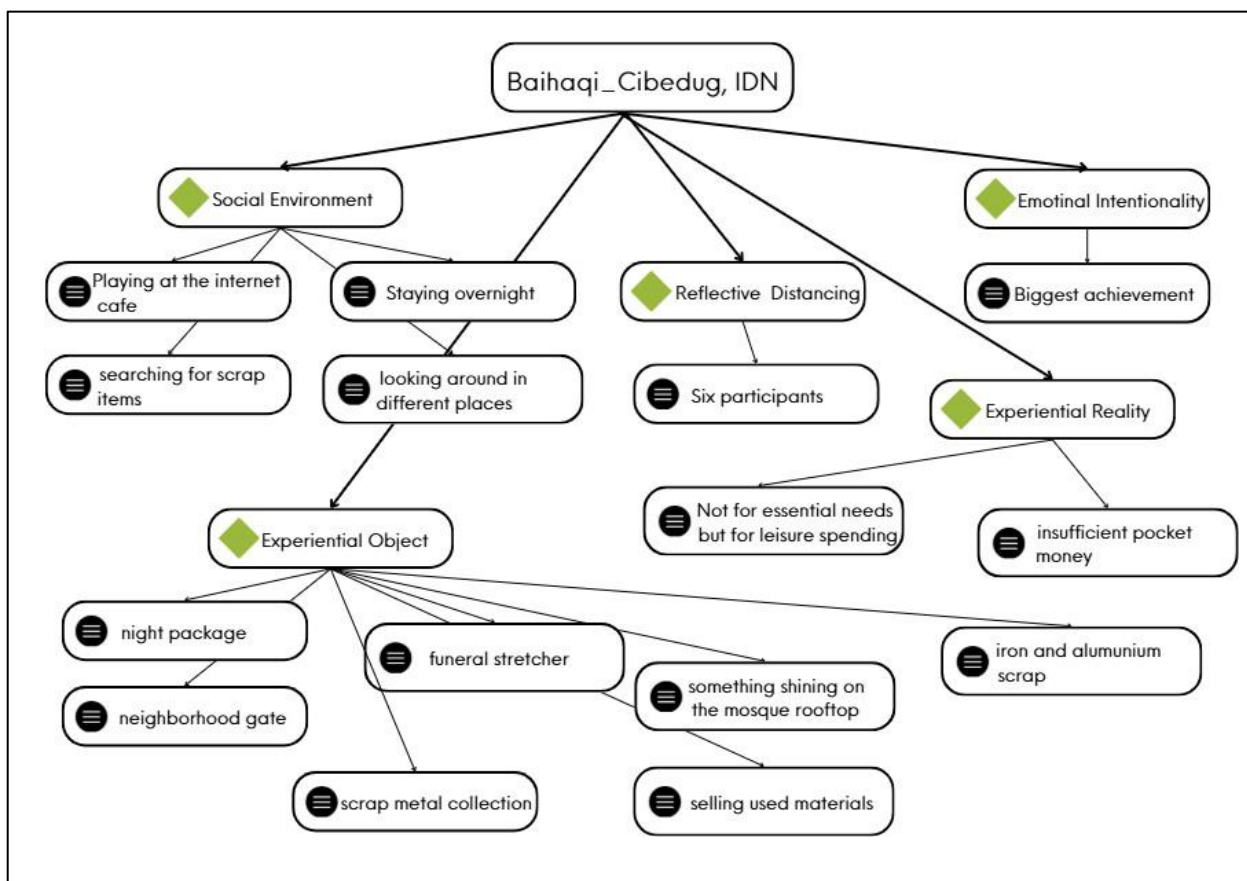 Baihaqi_Cibedug, IDN
Social Environment
Emotinal Intentionality
Playing at the internet
cafe
Staying overnight
Reflective Distancing
Biggest achievement
searching for scrap
items
looking around in
different places
Six participants
Experiential Reality
Not for essential needs
but for leisure spending
insufficient pocket
money
Experiential Object
night package
funeral stretcher
iron and alumunium
scrap
neighborhood gate
something shining on
the mosque rooftop
scrap metal collection
selling used materials